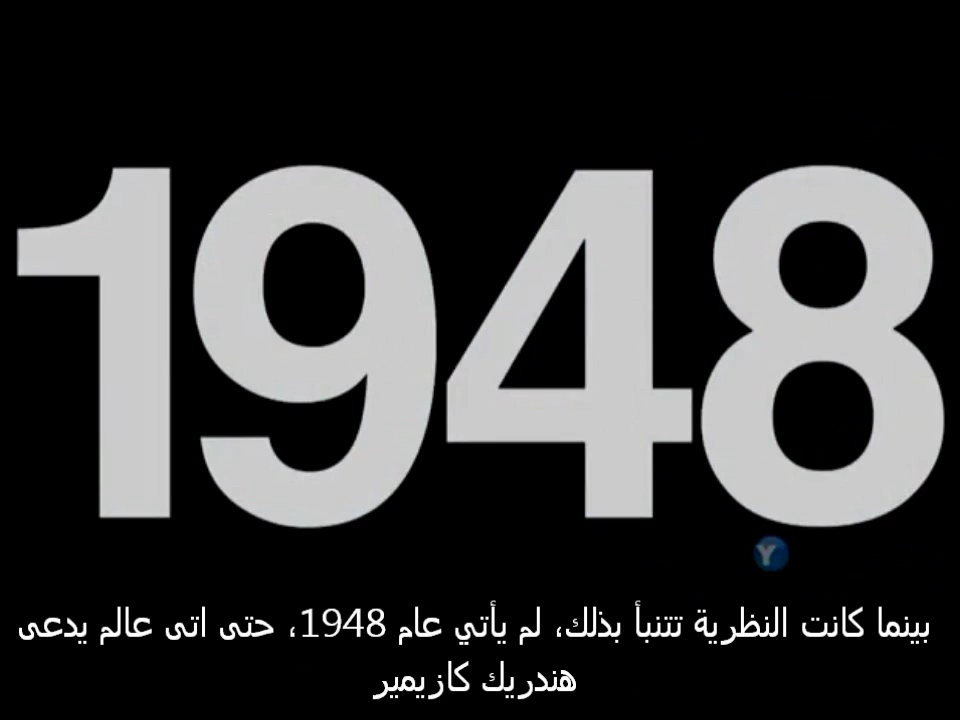 1948
Y
بينما كانت النظرية تتنبأ بذلك، لم يأتي عام 1948، حتى اتى عالم يدعى
هندريك كازيمير